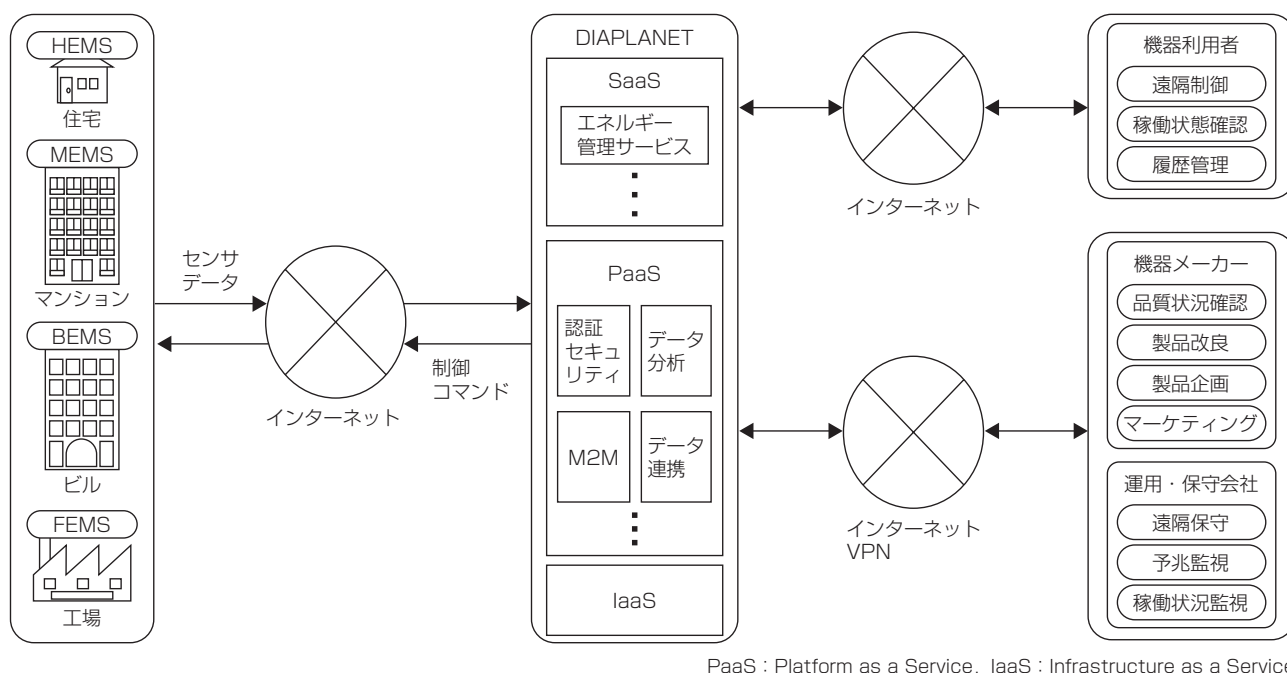 HEMS
住宅
MEMS
マンション
BEMS
ビル
FEMS
工場
センサ
データ
インターネット
制御
コマンド
DIAPLANET
SaaS
エネルギー
管理サービス
PaaS
認証
セキュ
リティ
データ
分析
M2M
データ
連携
IaaS
インターネット
インターネット
VPN
機器利用者
遠隔制御
稼働状態確認
履歴管理
機器メーカー
品質状況確認
製品改良
製品企画
マーケティング
運用・保守会社
遠隔保守
予兆監視
稼働状況監視
PaaS：Platform as a Service，IaaS：Infrastructure as a Service